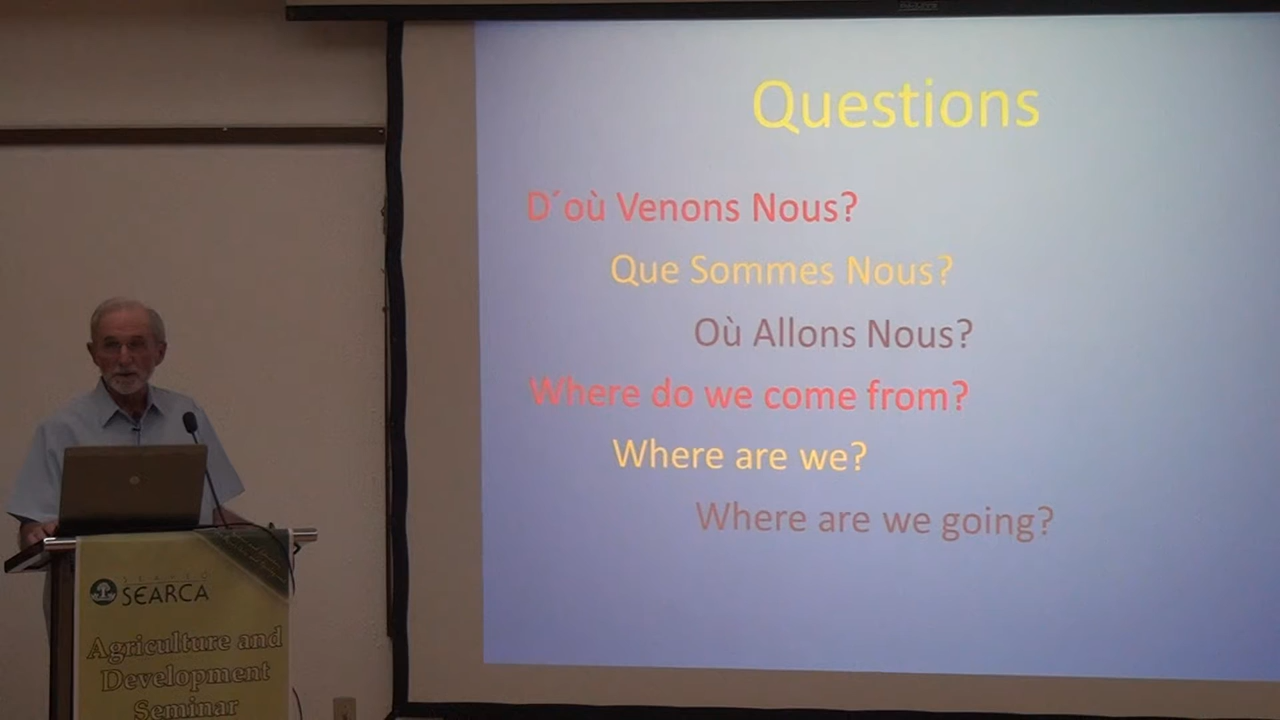 Questions
D´où Venons Nous?
Que Sommes Nous?
Où Allons Nous?
Where do we come from?
Where are we?
Where are we going?
SEARCA
Agriculture and
Development
Seminar